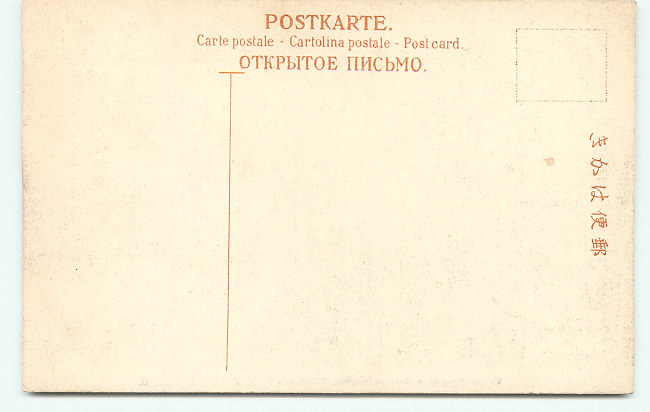 POSTKARTE.
Carte postale - Cartolina postale - Post card.
ОТКРЫТОЕ ПИСЬМО.
郵便はかき